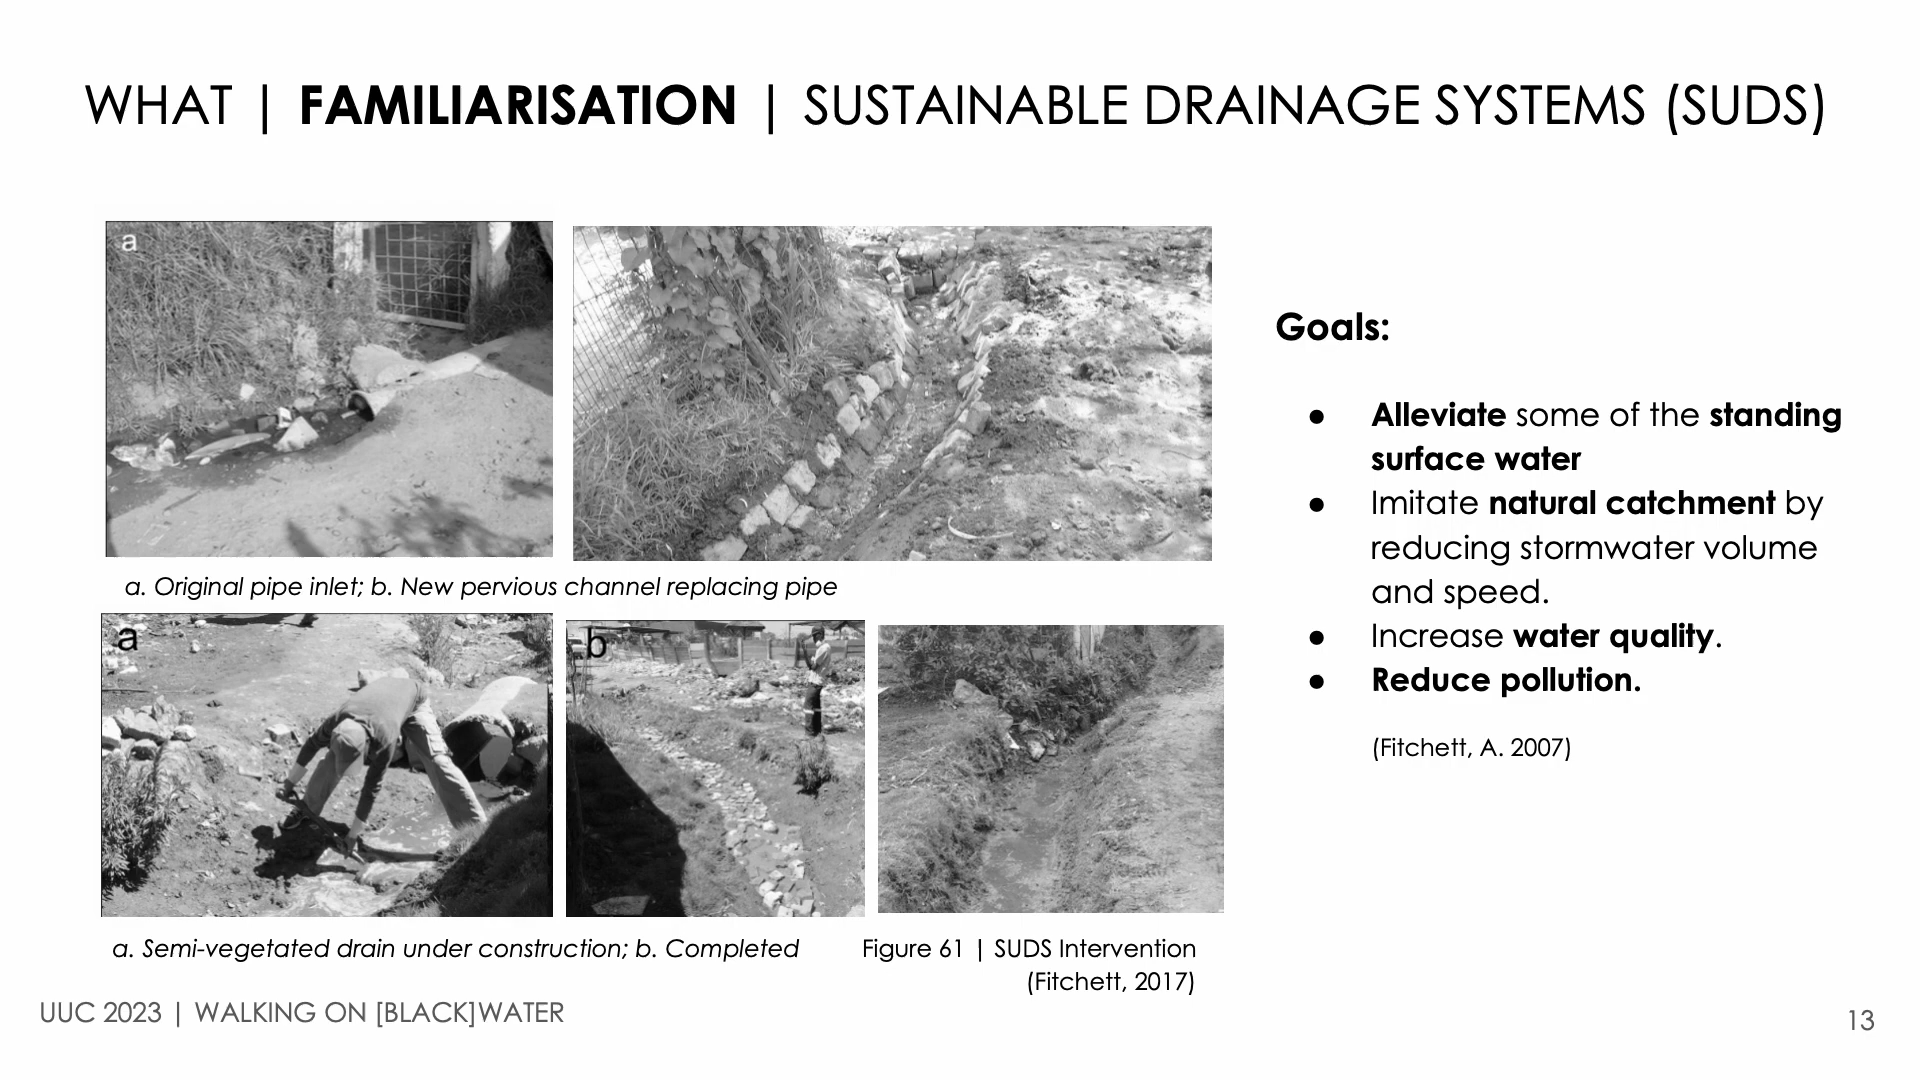 WHAT | FAMILIARISATION | SUSTAINABLE DRAINAGE SYSTEMS (SUDS)
a
a. Original pipe inlet; b. New pervious channel replacing pipe
a
b
a. Semi-vegetated drain under construction; b. Completed
Figure 61 | SUDS Intervention
(Fitchett, 2017)
Goals:
● Alleviate some of the standing
surface water
● Imitate natural catchment by
reducing stormwater volume
and speed.
● Increase water quality.
● Reduce pollution.
(Fitchett, A. 2007)
UUC 2023 | WALKING ON [BLACK]WATER
13